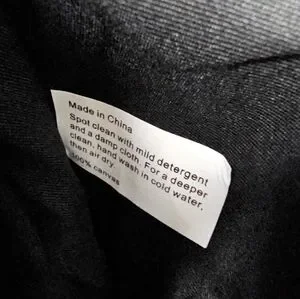 Made in China
Spot clean with mild detergent
and a damp cloth. For a deeper
clean, hand wash in cold water,
then air dry.
100% canvas